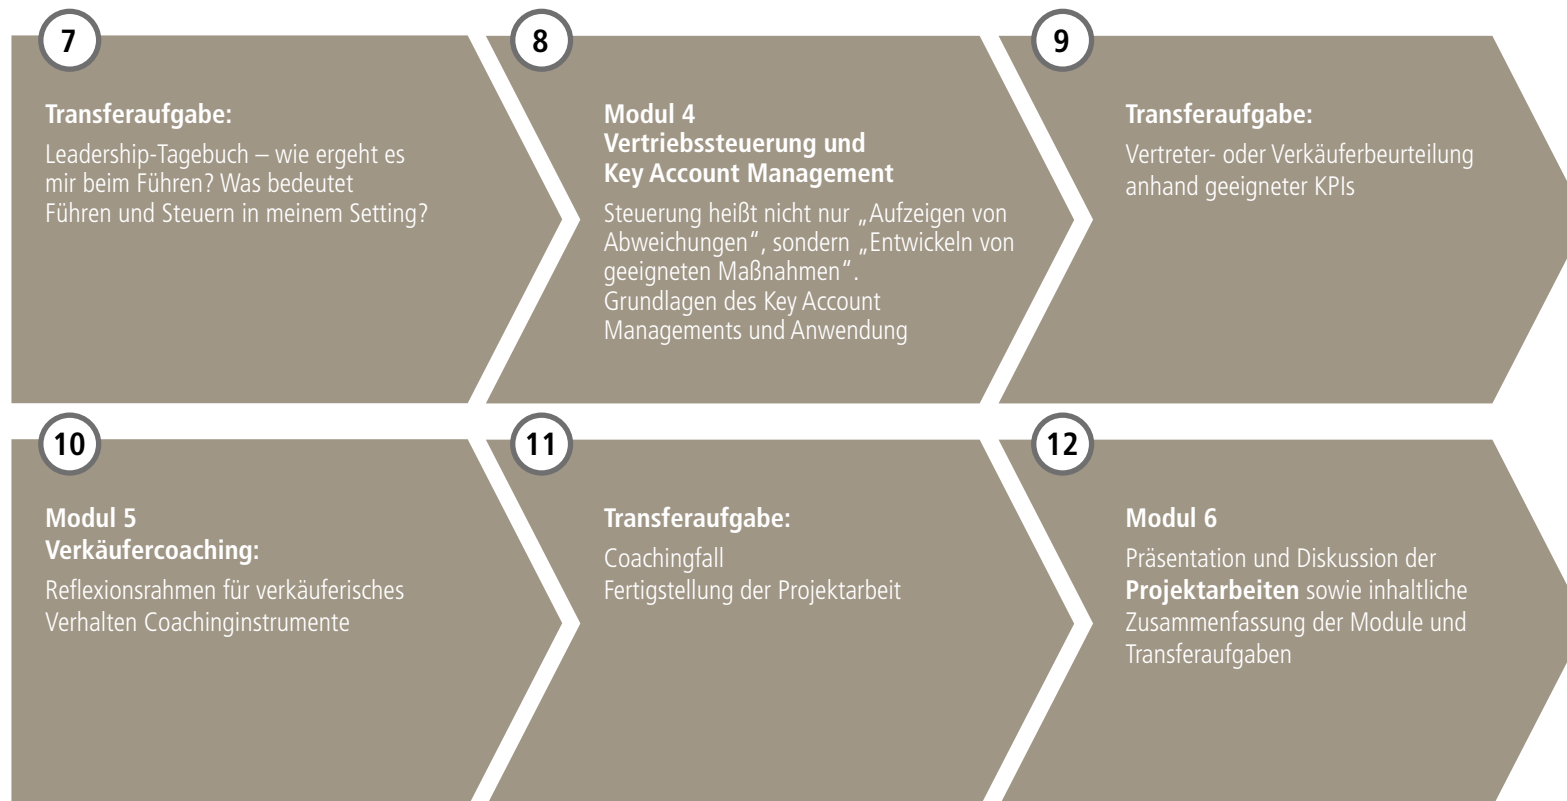 7
Transferaufgabe:
Leadership-Tagebuch – wie ergeht es
mir beim Führen? Was bedeutet
Führen und Steuern in meinem Setting?
8
Modul 4
Vertriebssteuerung und
Key Account Management
Steuerung heißt nicht nur „Aufzeigen von
Abweichungen“, sondern „Entwickeln von
geeigneten Maßnahmen“.
Grundlagen des Key Account
Managements und Anwendung
9
Transferaufgabe:
Vertreter- oder Verkäuferbeurteilung
anhand geeigneter KPIs
10
Modul 5
Verkäufercoaching:
Reflexionsrahmen für verkäuferisches
Verhalten Coachinginstrumente
11
Transferaufgabe:
Coachingfall
Fertigstellung der Projektarbeit
12
Modul 6
Präsentation und Diskussion der
Projektarbeiten sowie inhaltliche
Zusammenfassung der Module und
Transferaufgaben